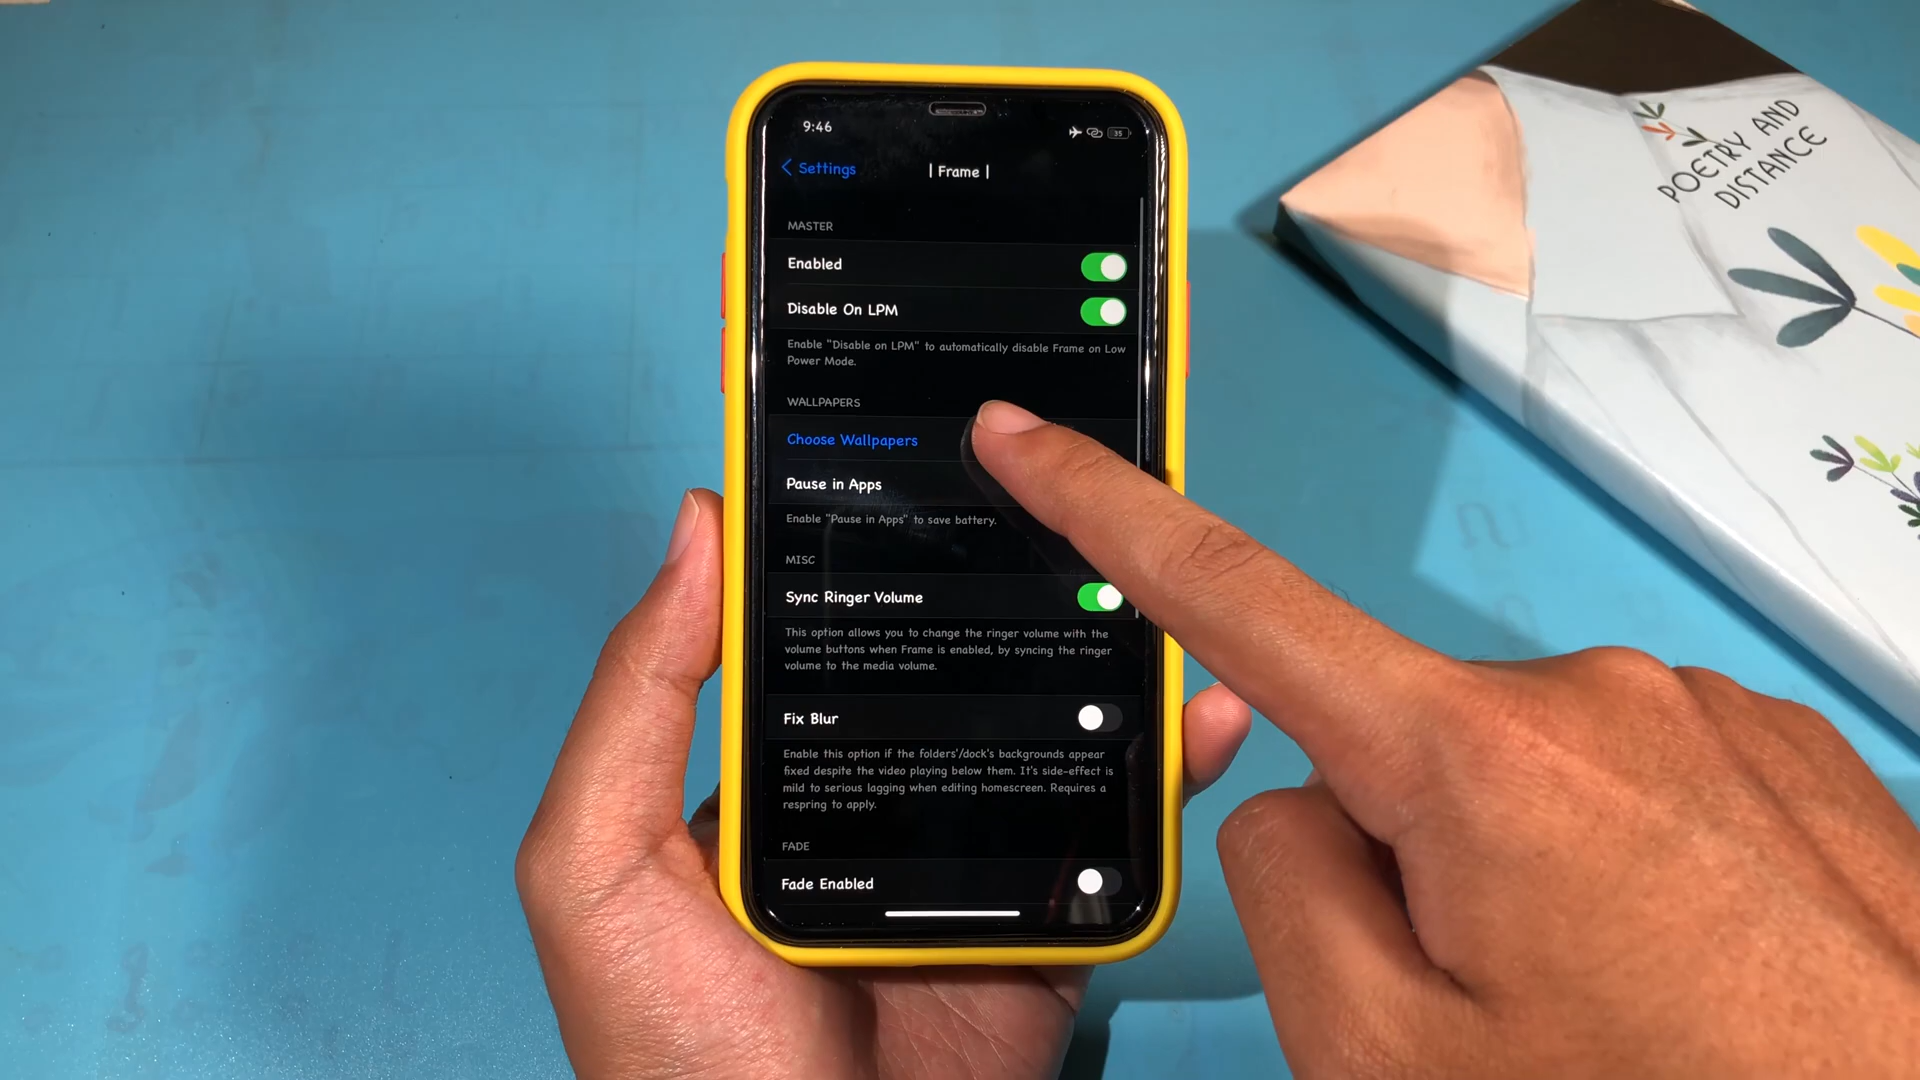 9:46
35
Settings
| Frame |
MASTER
Enabled
Disable On LPM
Enable "Disable on LPM" to automatically disable Frame on Low
Power Mode.
WALLPAPERS
Choose Wallpapers
Pause in Apps
Enable "Pause in Apps" to save battery.
MISC
Sync Ringer Volume
This option allows you to change the ringer volume with the
volume buttons when Frame is enabled, by syncing the ringer
volume to the media volume.
Fix Blur
Enable this option if the folders'/dock's backgrounds appear
fixed despite the video playing below them. It's side-effect is
mild to serious lagging when editing homescreen. Requires a
respring to apply.
FADE
Fade Enabled
POETRY AND
DISTANCE